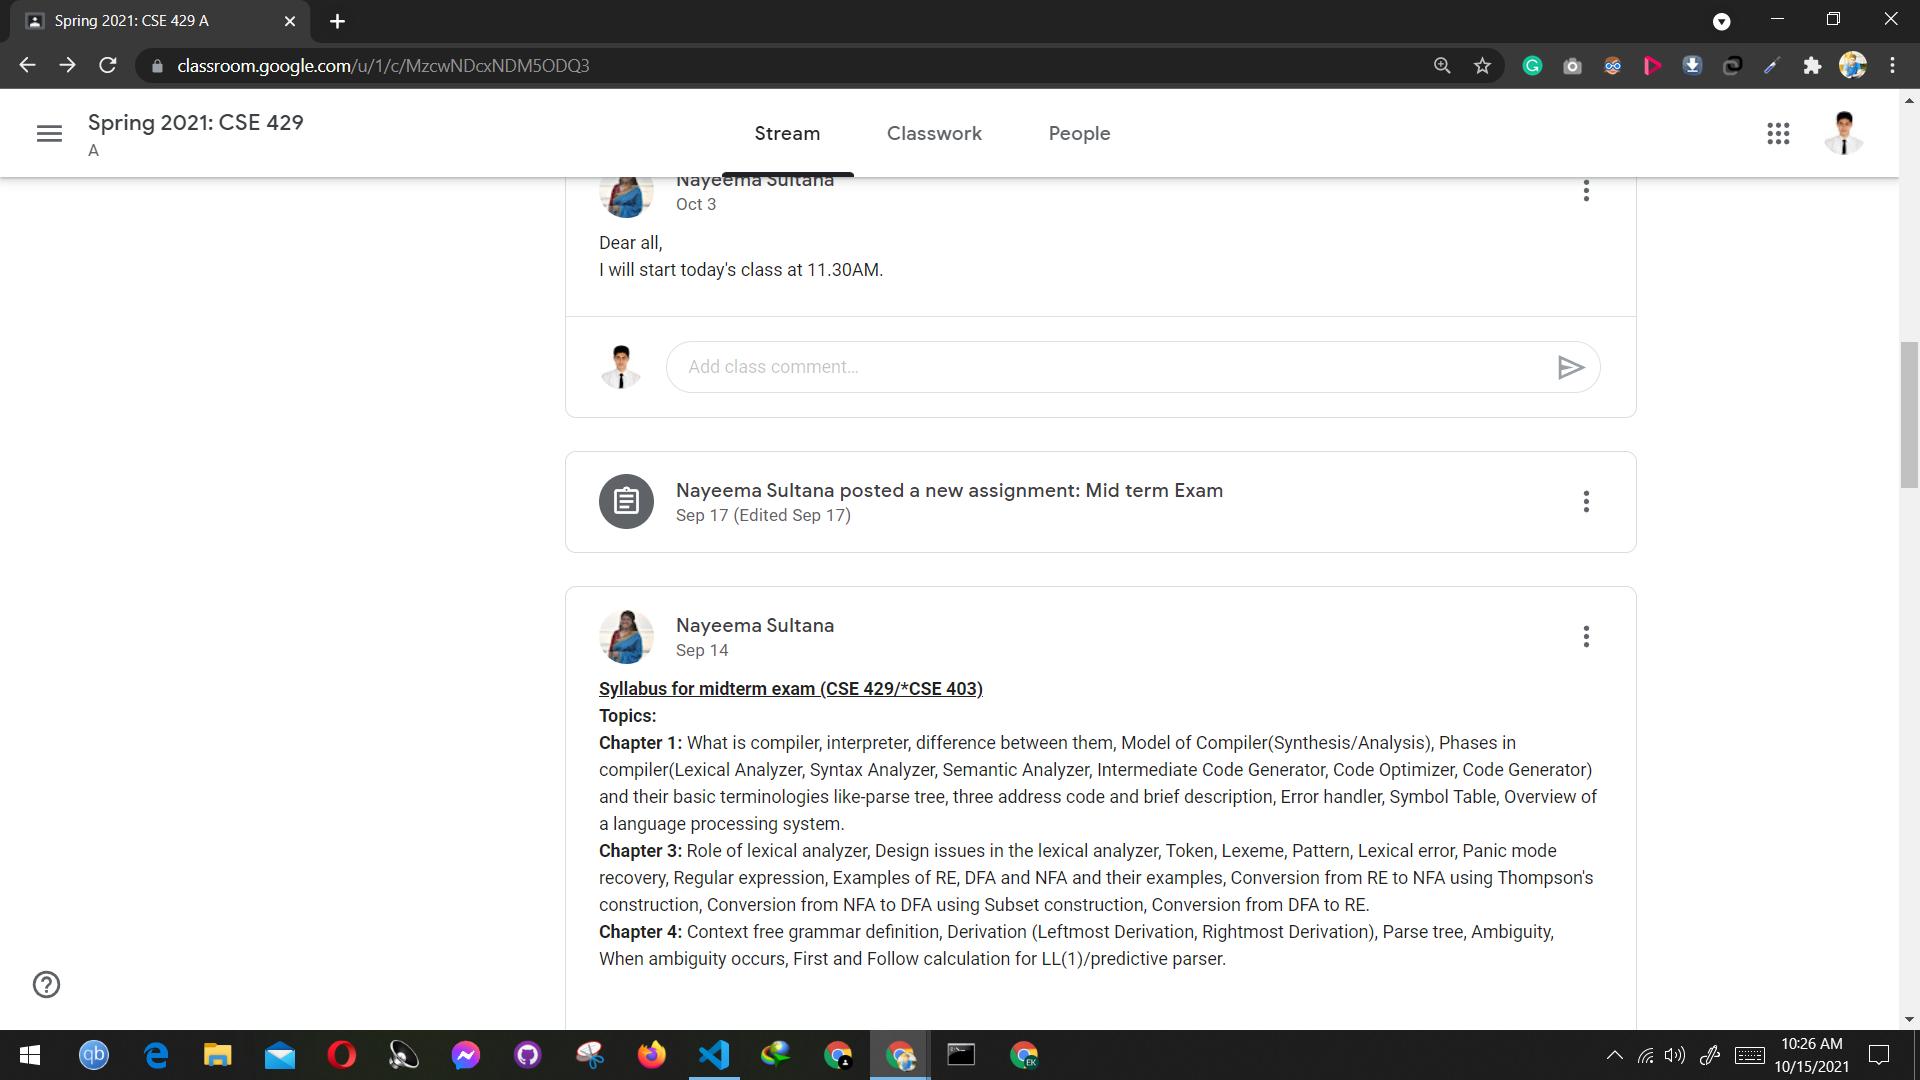 Spring 2021: CSE 429 A
classroom.google.com/u/1/c/MzcwNDcxNDM5ODQ3
Spring 2021: CSE 429
A
Stream
Classwork
People
Nayeema Sultana
Oct 3
Dear all,
I will start today's class at 11.30AM.
Add class comment...
Nayeema Sultana posted a new assignment: Mid term Exam
Sep 17 (Edited Sep 17)
Nayeema Sultana
Sep 14
Syllabus for midterm exam (CSE 429/*CSE 403)
Topics:
Chapter 1: What is compiler, interpreter, difference between them, Model of Compiler(Synthesis/Analysis), Phases in
compiler(Lexical Analyzer, Syntax Analyzer, Semantic Analyzer, Intermediate Code Generator, Code Optimizer, Code Generator)
and their basic terminologies like-parse tree, three address code and brief description, Error handler, Symbol Table, Overview of
a language processing system.
Chapter 3: Role of lexical analyzer, Design issues in the lexical analyzer, Token, Lexeme, Pattern, Lexical error, Panic mode
recovery, Regular expression, Examples of RE, DFA and NFA and their examples, Conversion from RE to NFA using Thompson's
construction, Conversion from NFA to DFA using Subset construction, Conversion from DFA to RE.
Chapter 4: Context free grammar definition, Derivation (Leftmost Derivation, Rightmost Derivation), Parse tree, Ambiguity,
When ambiguity occurs, First and Follow calculation for LL(1)/predictive parser.
qb
EK
10:26 AM
10/15/2021